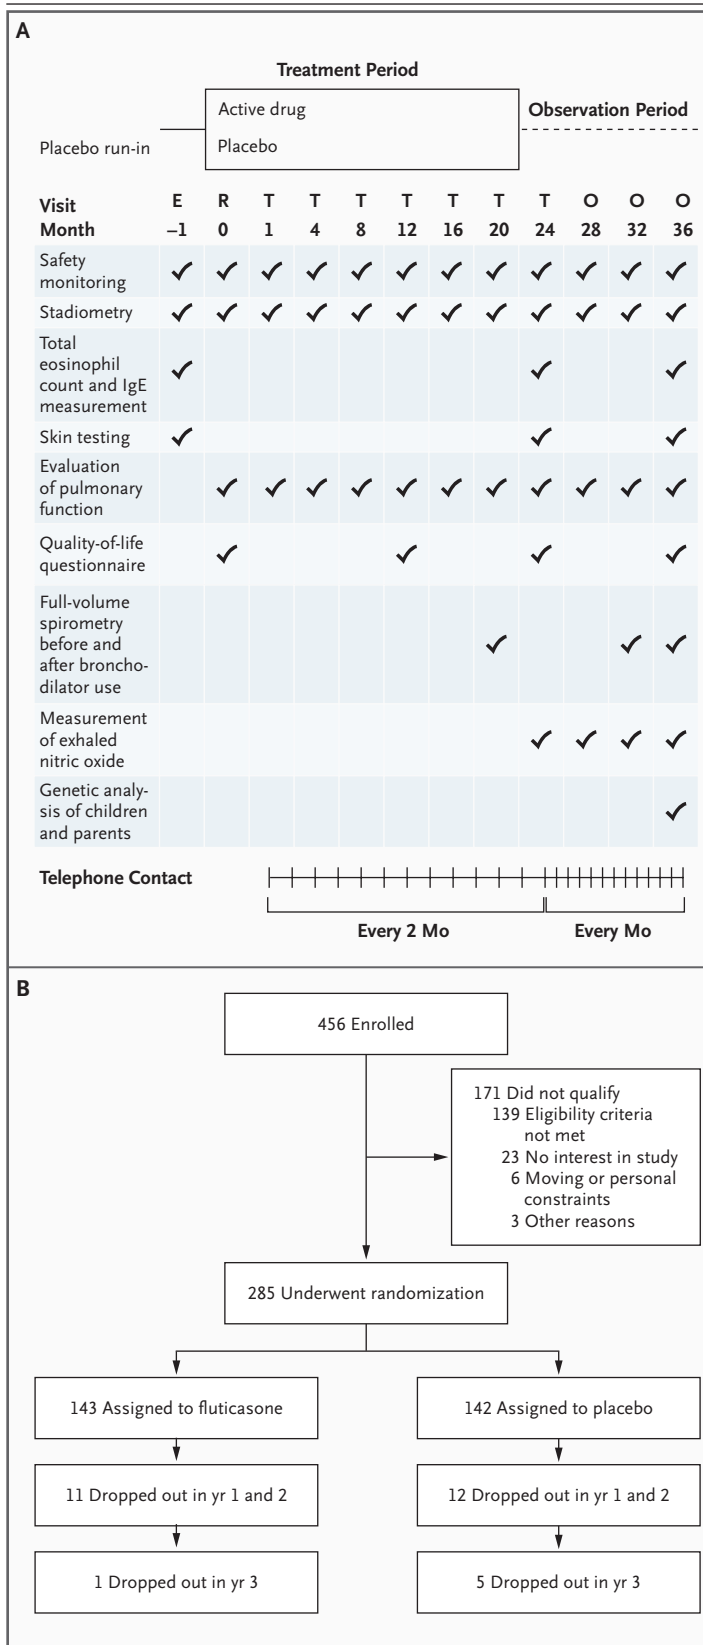 A
Treatment Period
Active drug
Observation Period
Placebo run-in
Placebo
Visit E R T T T T T T T O O O
Month –1 0 1 4 8 12 16 20 24 28 32 36
Safety
monitoring
Stadiometry
Total
eosinophil
count and IgE
measurement
Skin testing
Evaluation
of pulmonary
function
Quality-of-life
questionnaire
Full-volume
spirometry
before and
after broncho-
dilator use
Measurement
of exhaled
nitric oxide
Genetic analy-
sis of children
and parents
Telephone Contact
Every 2 Mo Every Mo
B
456 Enrolled
171 Did not qualify
139 Eligibility criteria
not met
23 No interest in study
6 Moving or personal
constraints
3 Other reasons
285 Underwent randomization
143 Assigned to fluticasone
142 Assigned to placebo
11 Dropped out in yr 1 and 2
12 Dropped out in yr 1 and 2
1 Dropped out in yr 3
5 Dropped out in yr 3